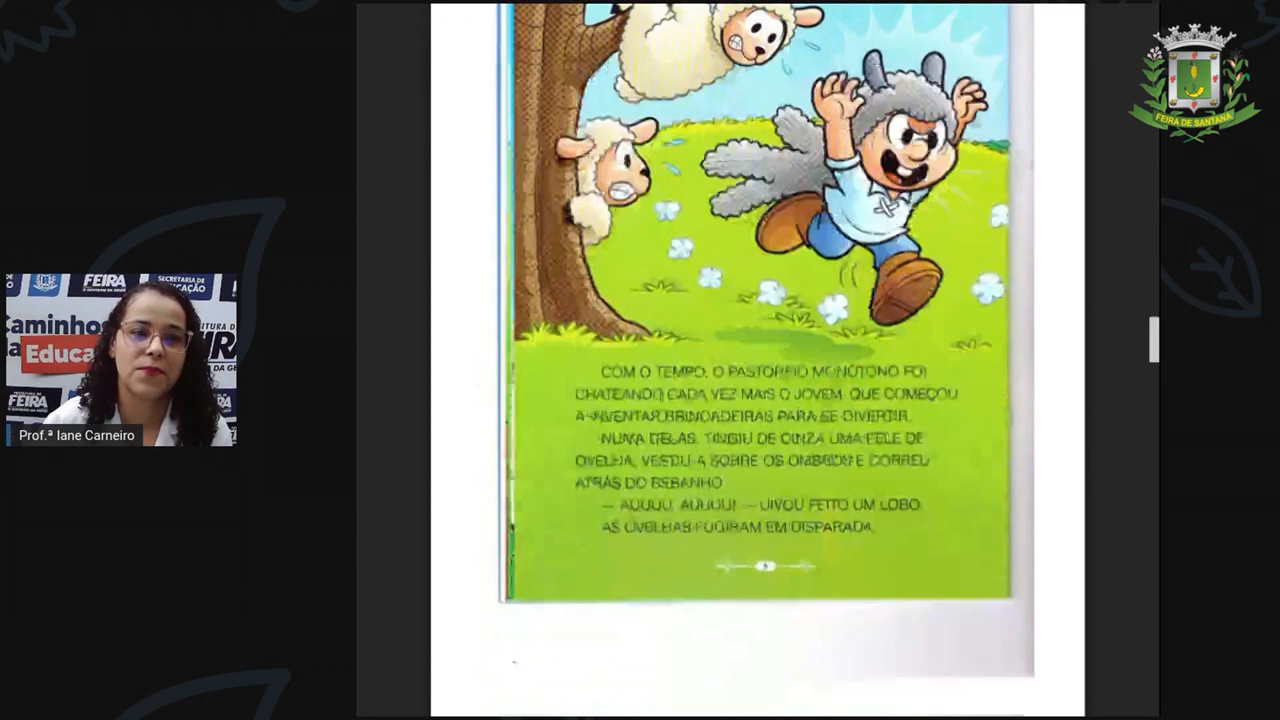 FEIRA DE SANTANA
FEIRA
SECRETARIA DE
EDUCAÇÃO
Caminhos
da
Educa
FEIRA
Prof.ª Iane Carneiro
COM O TEMPO, O PASTOREIO MONÓTONO FOI
CHATEANDO CADA VEZ MAIS O JOVEM, QUE COMEÇOU
A INVENTAR BRINCADEIRAS PARA SE DIVERTIR.
NUMA DELAS, TINGIU DE CINZA UMA PELE DE
OVELHA, VESTIU-A SOBRE OS OMBROS E CORREU
ATRÁS DO REBANHO.
— AUUUU, AUUUU! — UIVOU FEITO UM LOBO.
AS OVELHAS FUGIRAM EM DISPARADA.